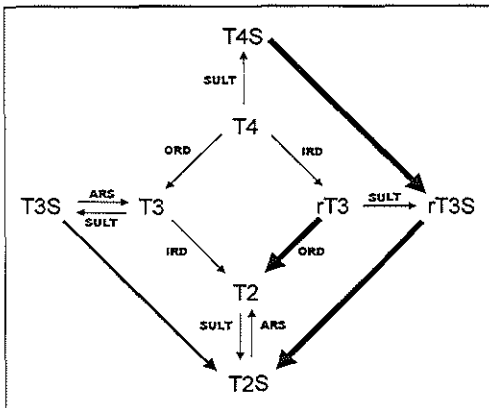 T4S
SULT
T4
ORD
IRD
T3S
ARS
SULT
T3
rT3
SULT
rT3S
IRD
ORD
T2
SULT
ARS
T2S